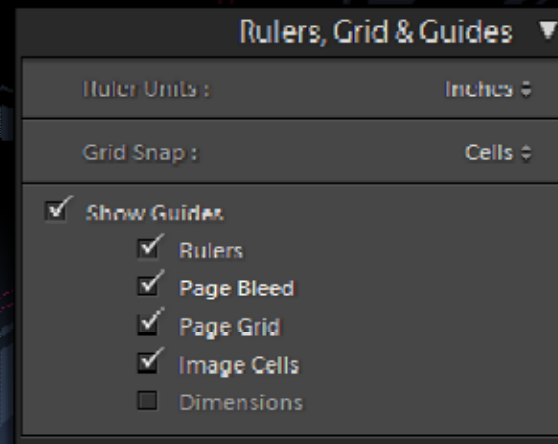 Rulers, Grid & Guides
Ruler Units : Inches
Grid Snap : Cells
Show Guides
Rulers
Page Bleed
Page Grid
Image Cells
Dimensions